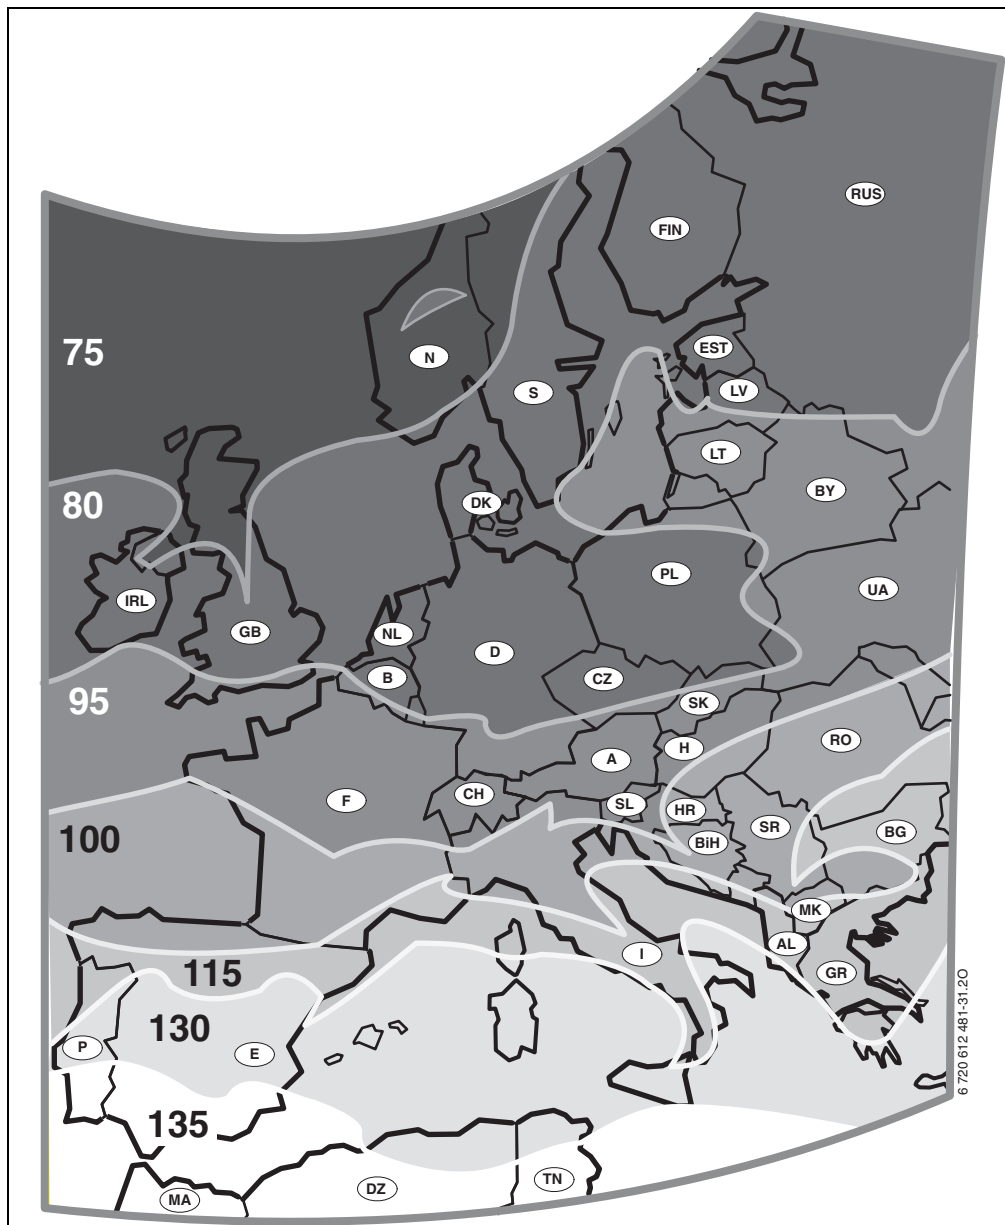 RUS
FIN
75
N
EST
S
LV
LT
80
DK
BY
PL
UA
IRL
GB
NL
D
B
CZ
95
SK
RO
H
A
CH
F
SL
HR
SR
BG
100
BiH
MK
AL
I
115
GR
130
P
E
135
TN
DZ
MA
6 720 612 481-31.2O